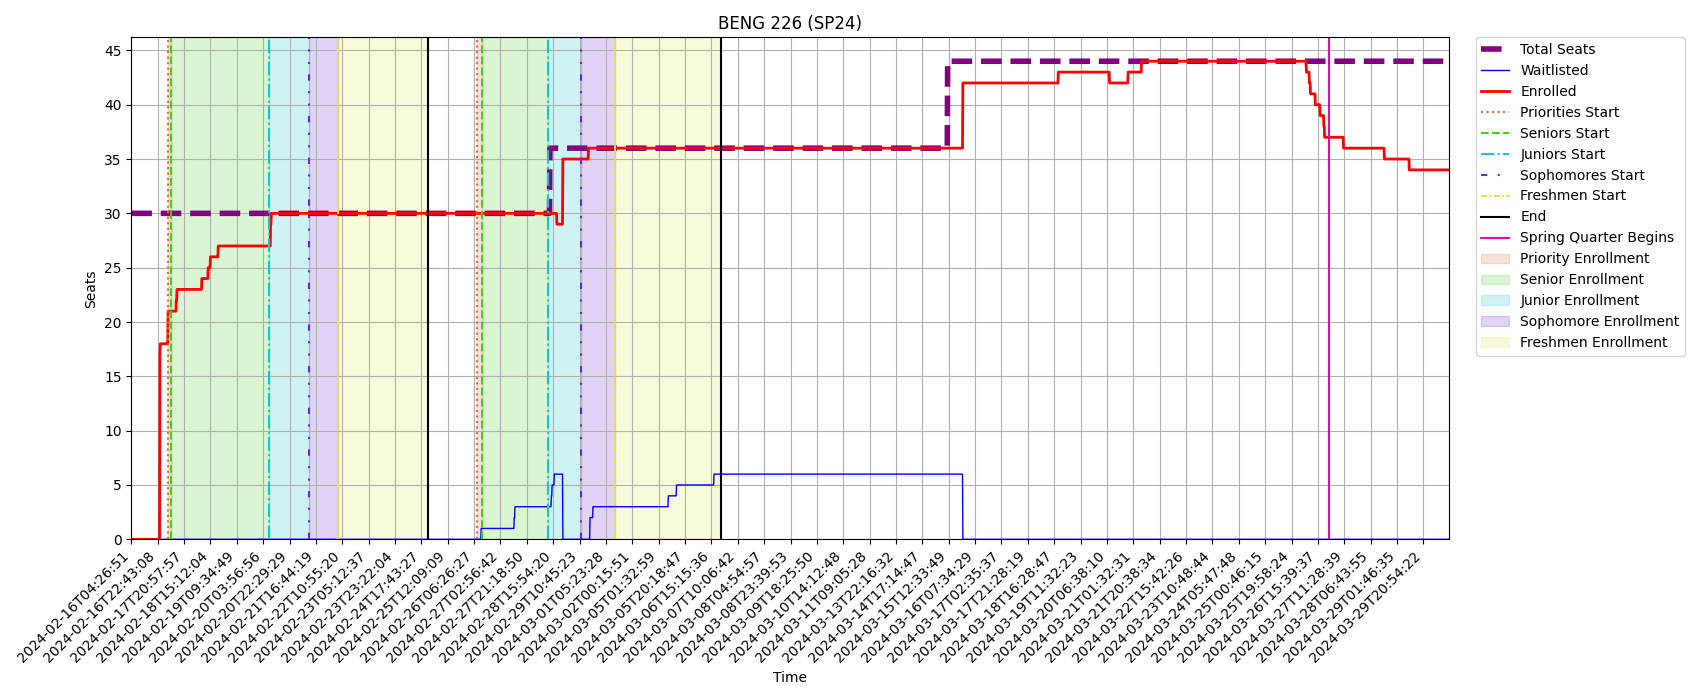 BENG 226 (SP24)
45
40
35
30
25
20
15
10
5
0
Seats
2024-02-16T04:26:51
2024-02-16T22:43:08
2024-02-17T20:57:57
2024-02-18T15:12:04
2024-02-19T09:34:49
2024-02-20T03:56:56
2024-02-20T22:29:29
2024-02-21T16:44:19
2024-02-22T10:55:20
2024-02-23T05:12:37
2024-02-23T23:22:04
2024-02-24T17:43:27
2024-02-25T12:09:09
2024-02-26T06:26:27
2024-02-27T02:56:42
2024-02-27T21:18:50
2024-02-28T15:54:20
2024-02-29T10:45:23
2024-03-01T05:23:28
2024-03-02T00:15:51
2024-03-05T01:32:59
2024-03-05T20:18:47
2024-03-06T15:15:36
2024-03-07T10:06:42
2024-03-08T04:54:57
2024-03-08T23:39:53
2024-03-09T18:25:50
2024-03-10T14:12:48
2024-03-11T09:05:28
2024-03-13T22:16:32
2024-03-14T17:14:47
2024-03-15T12:33:49
2024-03-16T07:34:29
2024-03-17T02:35:37
2024-03-17T21:28:19
2024-03-18T16:28:47
2024-03-19T11:32:23
2024-03-20T06:38:10
2024-03-21T01:32:31
2024-03-21T20:38:34
2024-03-22T15:42:26
2024-03-23T10:48:44
2024-03-24T05:47:48
2024-03-25T00:46:15
2024-03-25T19:58:24
2024-03-26T15:39:37
2024-03-27T11:28:39
2024-03-28T06:43:55
2024-03-29T01:46:35
2024-03-29T20:54:22
Time
Total Seats
Waitlisted
Enrolled
Priorities Start
Seniors Start
Juniors Start
Sophomores Start
Freshmen Start
End
Spring Quarter Begins
Priority Enrollment
Senior Enrollment
Junior Enrollment
Sophomore Enrollment
Freshmen Enrollment